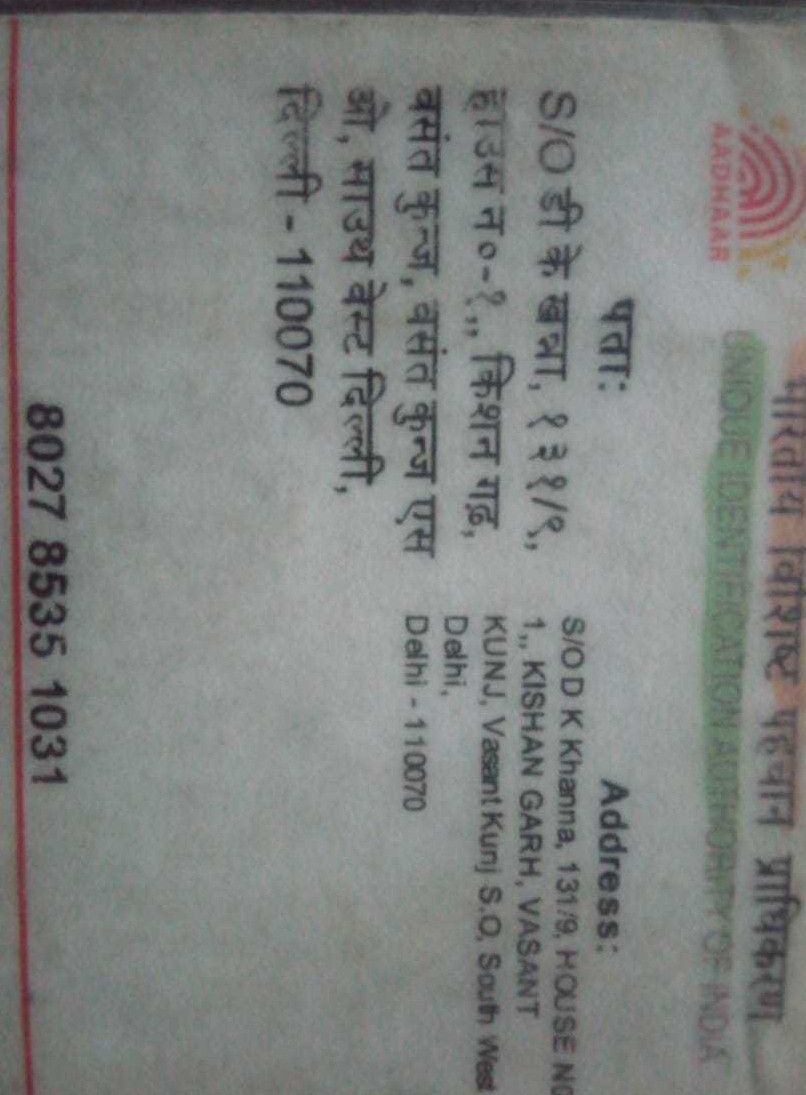 भारतीय विशिष्ट पहचान प्राधिकरण
UNIQUE IDENTIFICATION AUTHORITY OF INDIA
AADHAAR
पता:
S/O डी के खन्ना, १३१/९,
हाउस न०-१,, किशन गढ़,
वसंत कुन्ज, वसंत कुन्ज एस
ओ, साउथ वेस्ट दिल्ली,
दिल्ली - 110070
Address:
S/O D K Khanna, 131/9, HOUSE NO
1,, KISHAN GARH, VASANT
KUNJ, Vasant Kunj S.O, South West
Delhi,
Delhi - 110070
8027 8535 1031